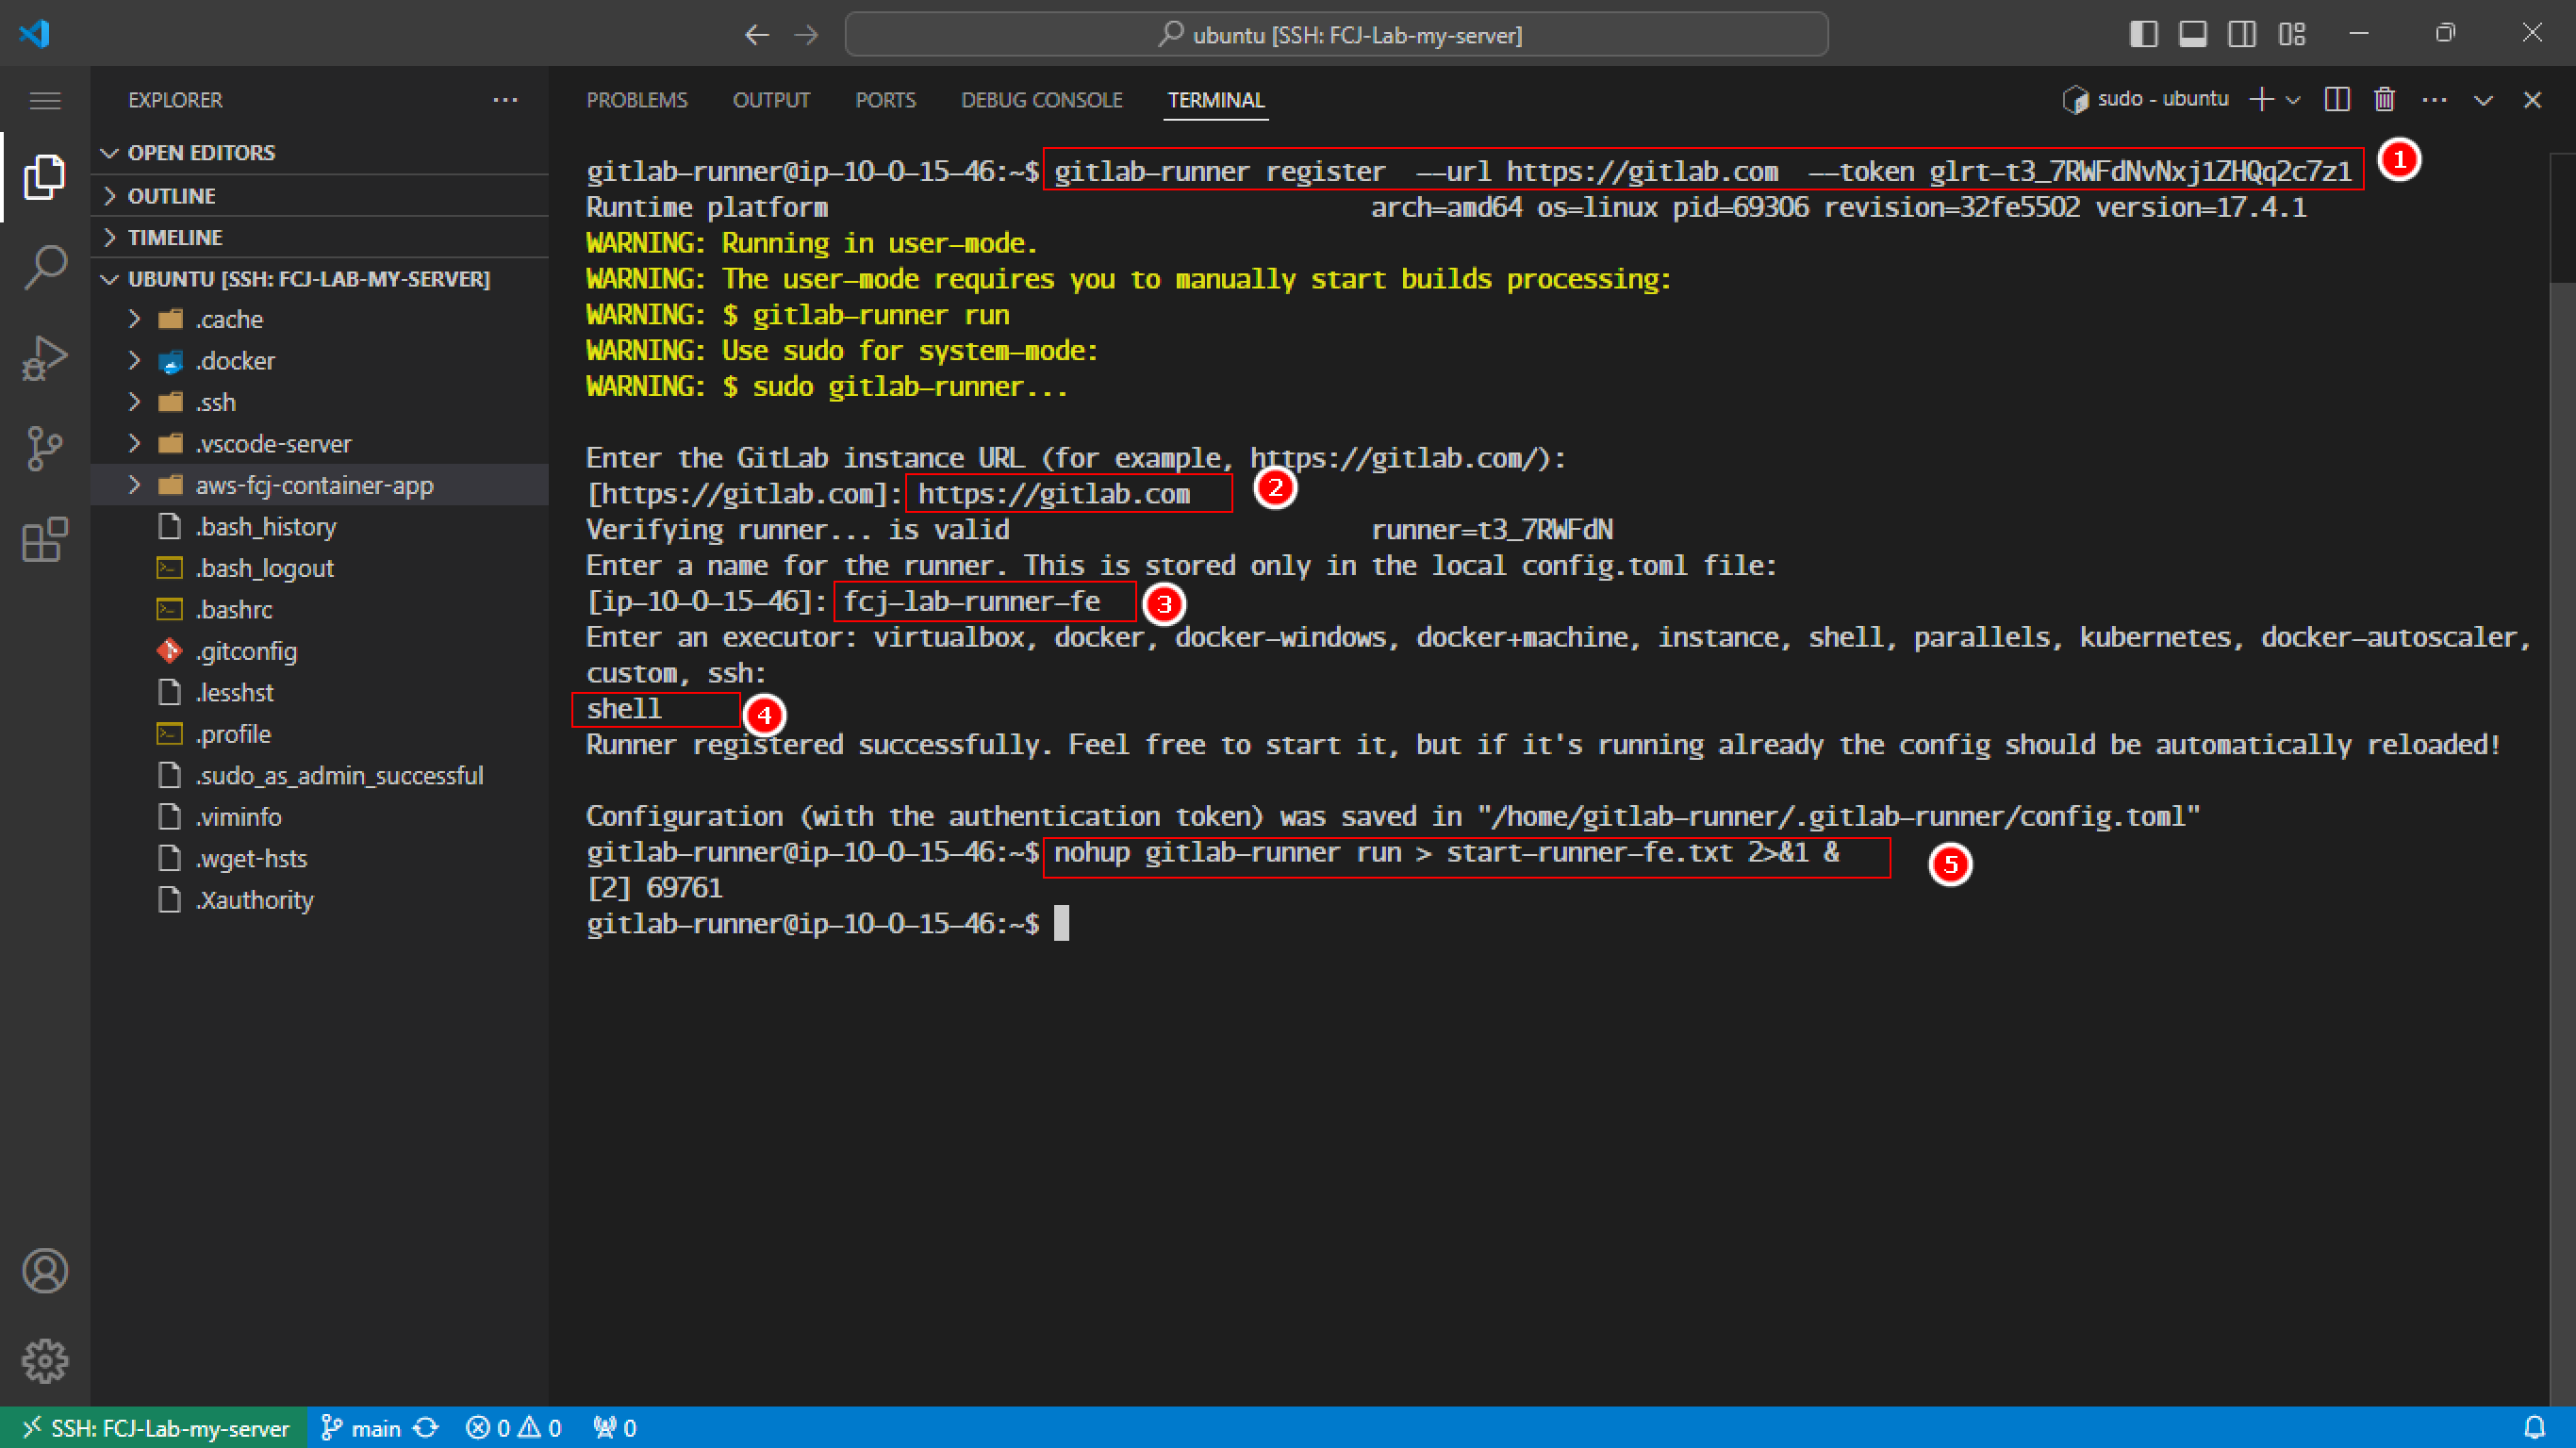 ubuntu [SSH: FCJ-Lab-my-server]
EXPLORER
OPEN EDITORS
OUTLINE
TIMELINE
UBUNTU [SSH: FCJ-LAB-MY-SERVER]
.cache
.docker
.ssh
.vscode-server
aws-fcj-container-app
.bash_history
.bash_logout
.bashrc
.gitconfig
.lesshst
.profile
.sudo_as_admin_successful
.viminfo
.wget-hsts
.Xauthority
PROBLEMS OUTPUT PORTS DEBUG CONSOLE TERMINAL
sudo - ubuntu
gitlab-runner@ip-10-0-15-46:~$ gitlab-runner register  --url https://gitlab.com  --token glrt-t3_7RWFdNvNxj1ZHQq2c7z1 1
Runtime platform                                    arch=amd64 os=linux pid=69306 revision=32fe5502 version=17.4.1
WARNING: Running in user-mode.
WARNING: The user-mode requires you to manually start builds processing:
WARNING: $ gitlab-runner run
WARNING: Use sudo for system-mode:
WARNING: $ sudo gitlab-runner...
Enter the GitLab instance URL (for example, https://gitlab.com/):
[https://gitlab.com]: https://gitlab.com 2
Verifying runner... is valid                        runner=t3_7RWFdN
Enter a name for the runner. This is stored only in the local config.toml file:
[ip-10-0-15-46]: fcj-lab-runner-fe 3
Enter an executor: virtualbox, docker, docker-windows, docker+machine, instance, shell, parallels, kubernetes, docker-autoscaler,
custom, ssh:
shell 4
Runner registered successfully. Feel free to start it, but if it's running already the config should be automatically reloaded!
Configuration (with the authentication token) was saved in "/home/gitlab-runner/.gitlab-runner/config.toml"
gitlab-runner@ip-10-0-15-46:~$ nohup gitlab-runner run > start-runner-fe.txt 2>&1 & 5
[2] 69761
gitlab-runner@ip-10-0-15-46:~$
SSH: FCJ-Lab-my-server main 0 0 0